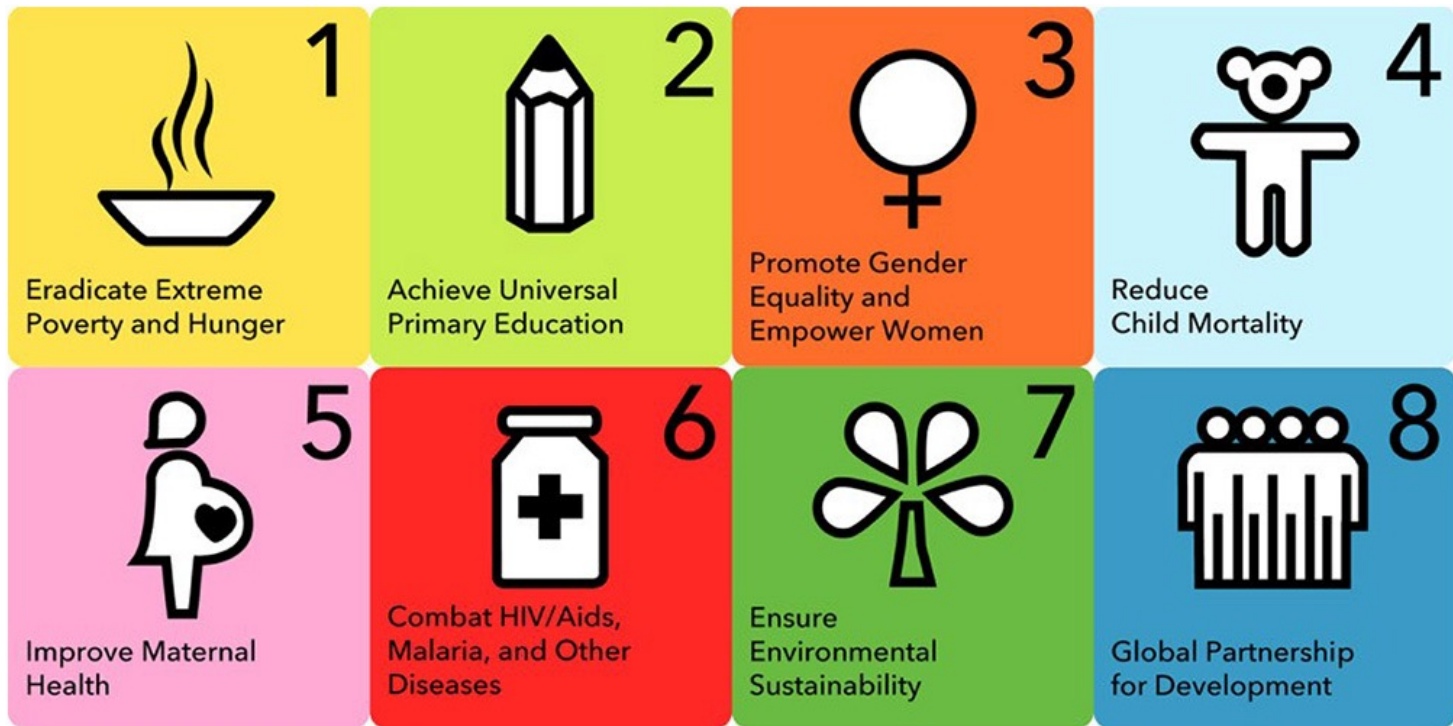 1
Eradicate Extreme
Poverty and Hunger
2
Achieve Universal
Primary Education
3
Promote Gender
Equality and
Empower Women
4
Reduce
Child Mortality
5
Improve Maternal
Health
6
Combat HIV/Aids,
Malaria, and Other
Diseases
7
Ensure
Environmental
Sustainability
8
Global Partnership
for Development